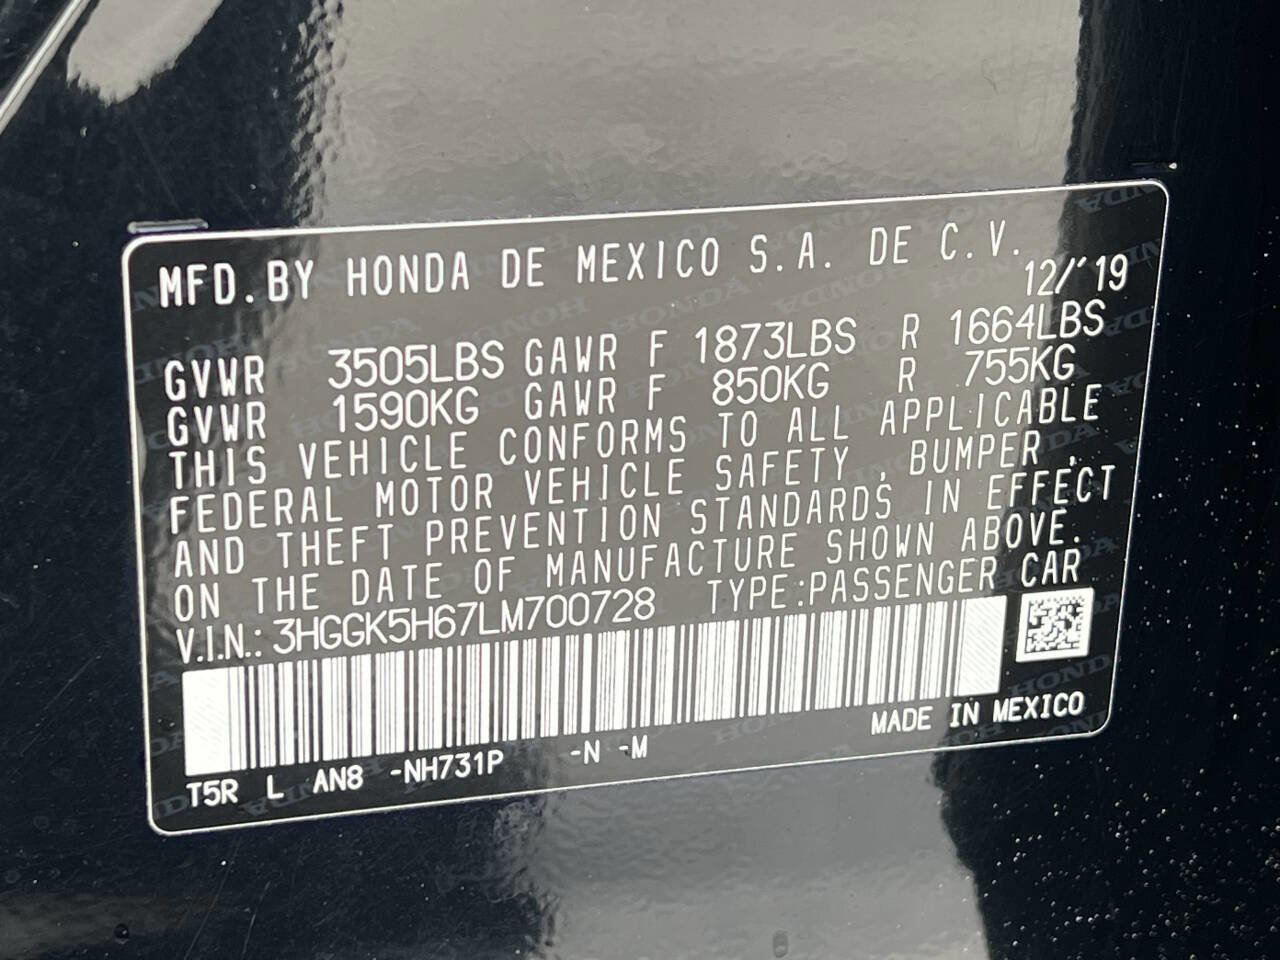 MFD.BY HONDA DE MEXICO S.A. DE C.V.
12/'19
GVWR 3505LBS GAWR F 1873LBS R 1664LBS
GVWR 1590KG GAWR F 850KG R 755KG
THIS VEHICLE CONFORMS TO ALL APPLICABLE
FEDERAL MOTOR VEHICLE SAFETY, BUMPER,
AND THEFT PREVENTION STANDARDS IN EFFECT
ON THE DATE OF MANUFACTURE SHOWN ABOVE.
V.I.N.: 3HGGK5H67LM700728 TYPE:PASSENGER CAR
MADE IN MEXICO
T5R L AN8 -NH731P -N -M